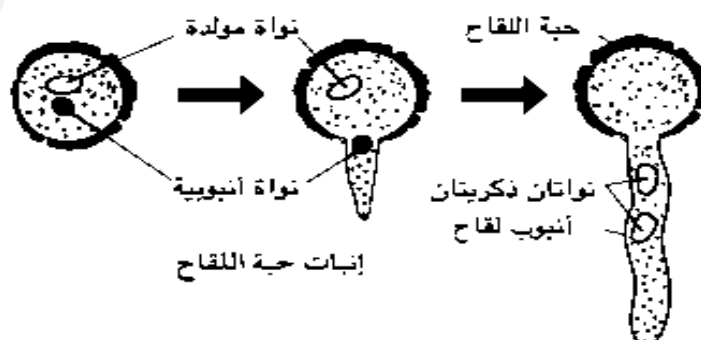 حبة اللقاح
نواة مولدة
نواة أنبوبية
نواتان ذكريتان
أنبوب لقاح
إنبات حبة اللقاح